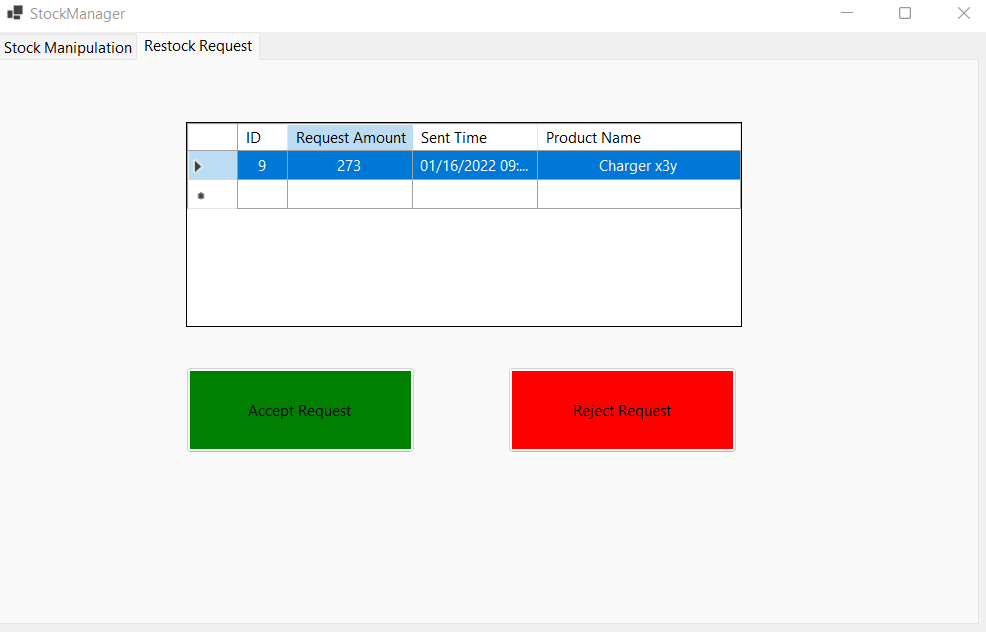 StockManager
Stock Manipulation Restock Request
ID Request Amount Sent Time Product Name
9 273 01/16/2022 09:... Charger x3y
Accept Request Reject Request